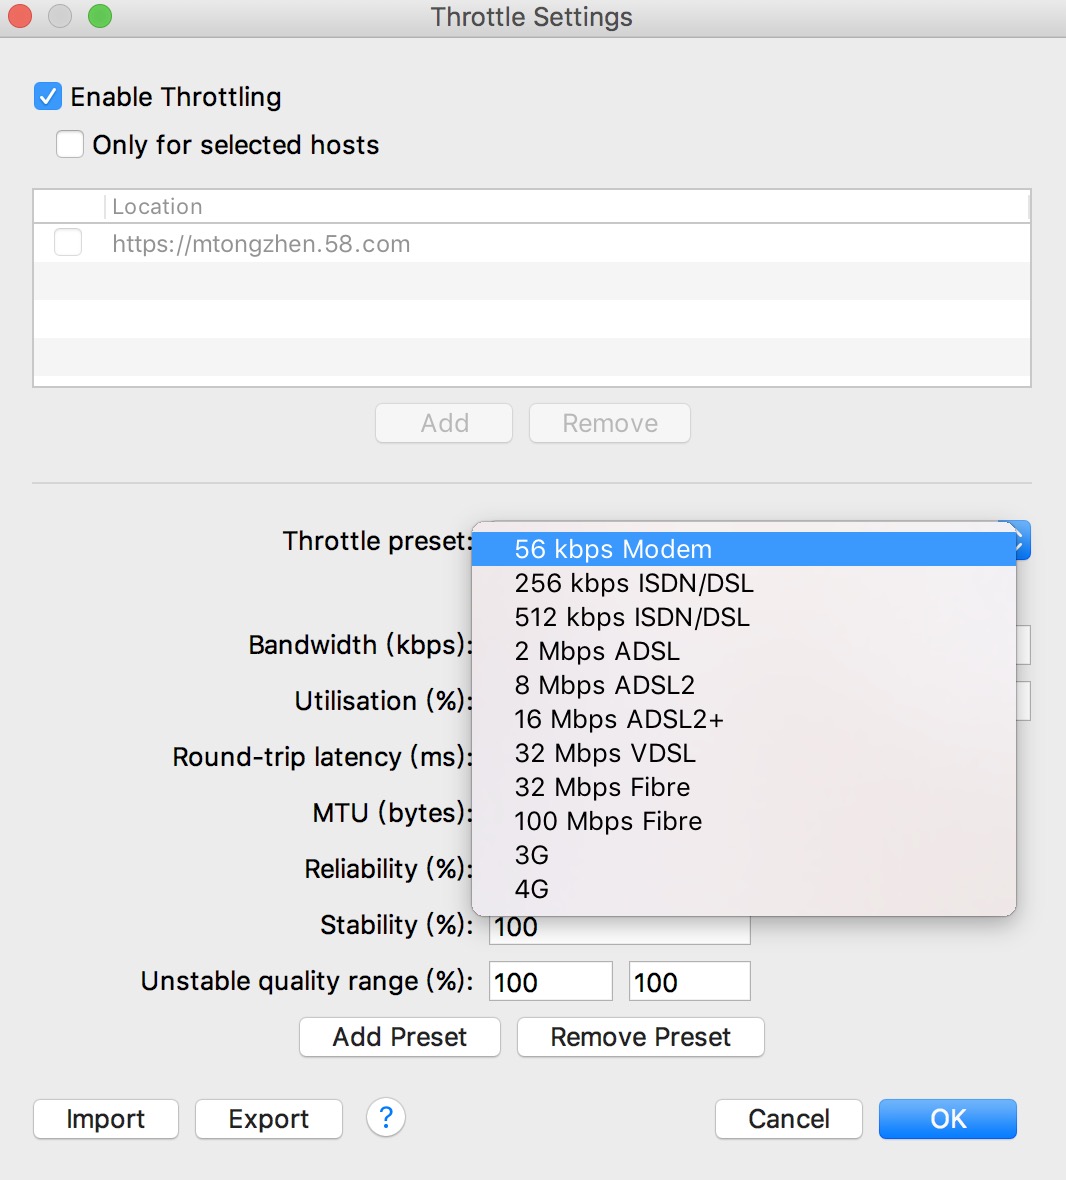 Throttle Settings
Enable Throttling
Only for selected hosts
Location
https://mtongzhen.58.com
Add Remove
Throttle preset:
56 kbps Modem
256 kbps ISDN/DSL
512 kbps ISDN/DSL
2 Mbps ADSL
8 Mbps ADSL2
16 Mbps ADSL2+
32 Mbps VDSL
32 Mbps Fibre
100 Mbps Fibre
3G
4G
Bandwidth (kbps):
Utilisation (%):
Round-trip latency (ms):
MTU (bytes):
Reliability (%):
Stability (%): 100
Unstable quality range (%): 100 100
Add Preset Remove Preset
Import Export ? Cancel OK